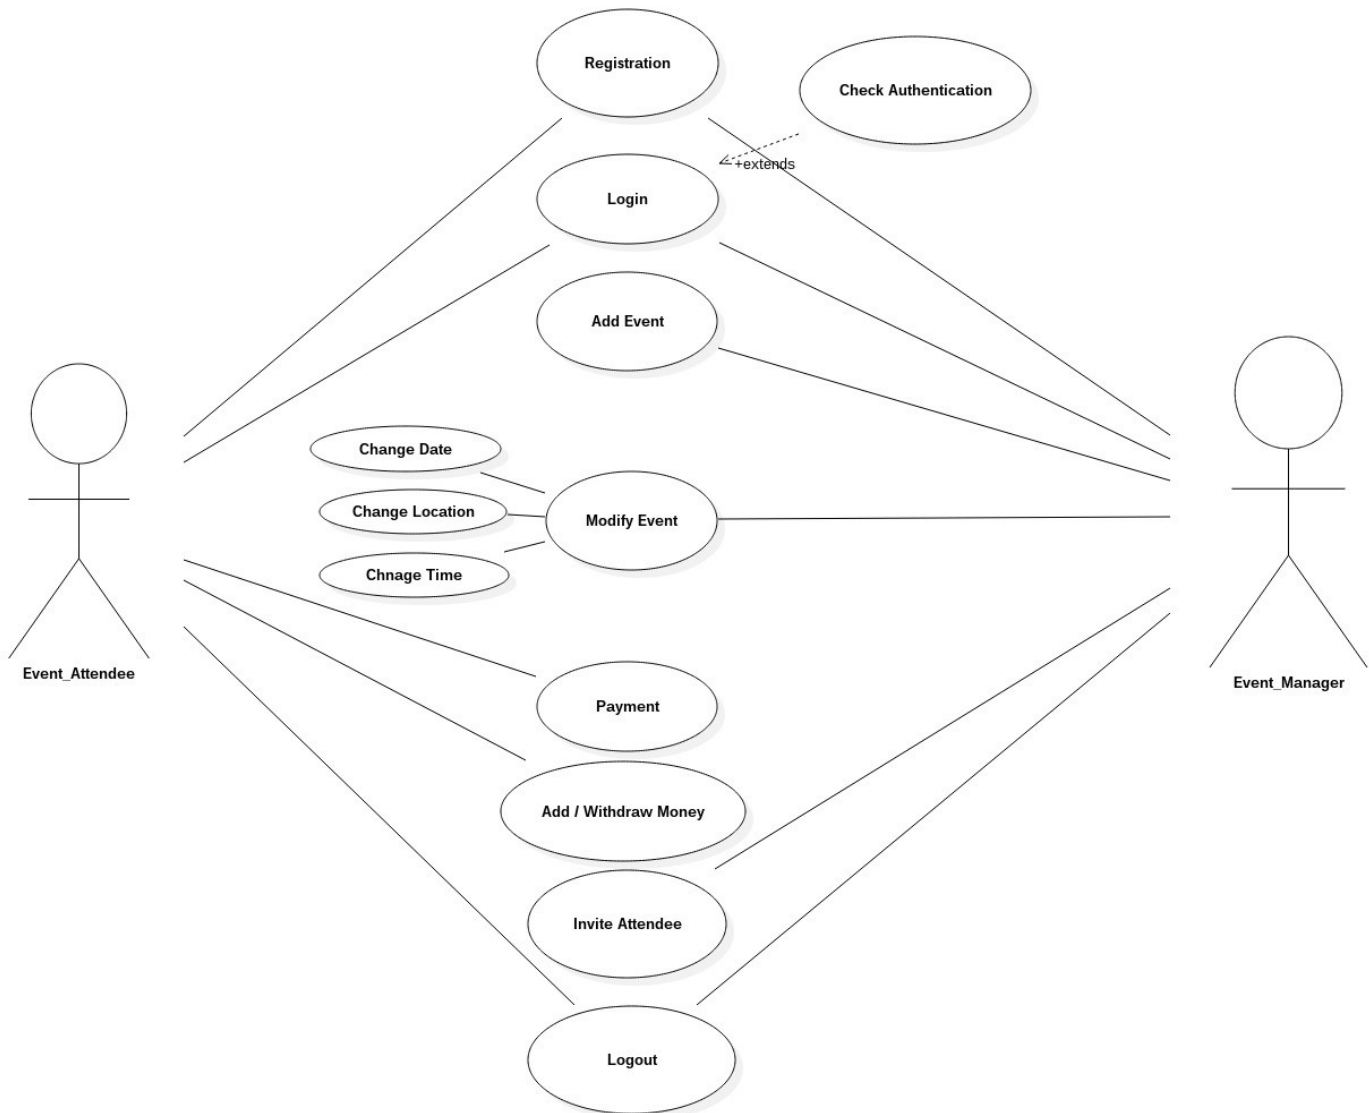 Registration
Check Authentication
+extends
Login
Add Event
Change Date
Change Location
Modify Event
Chnage Time
Event_Attendee
Event_Manager
Payment
Add / Withdraw Money
Invite Attendee
Logout